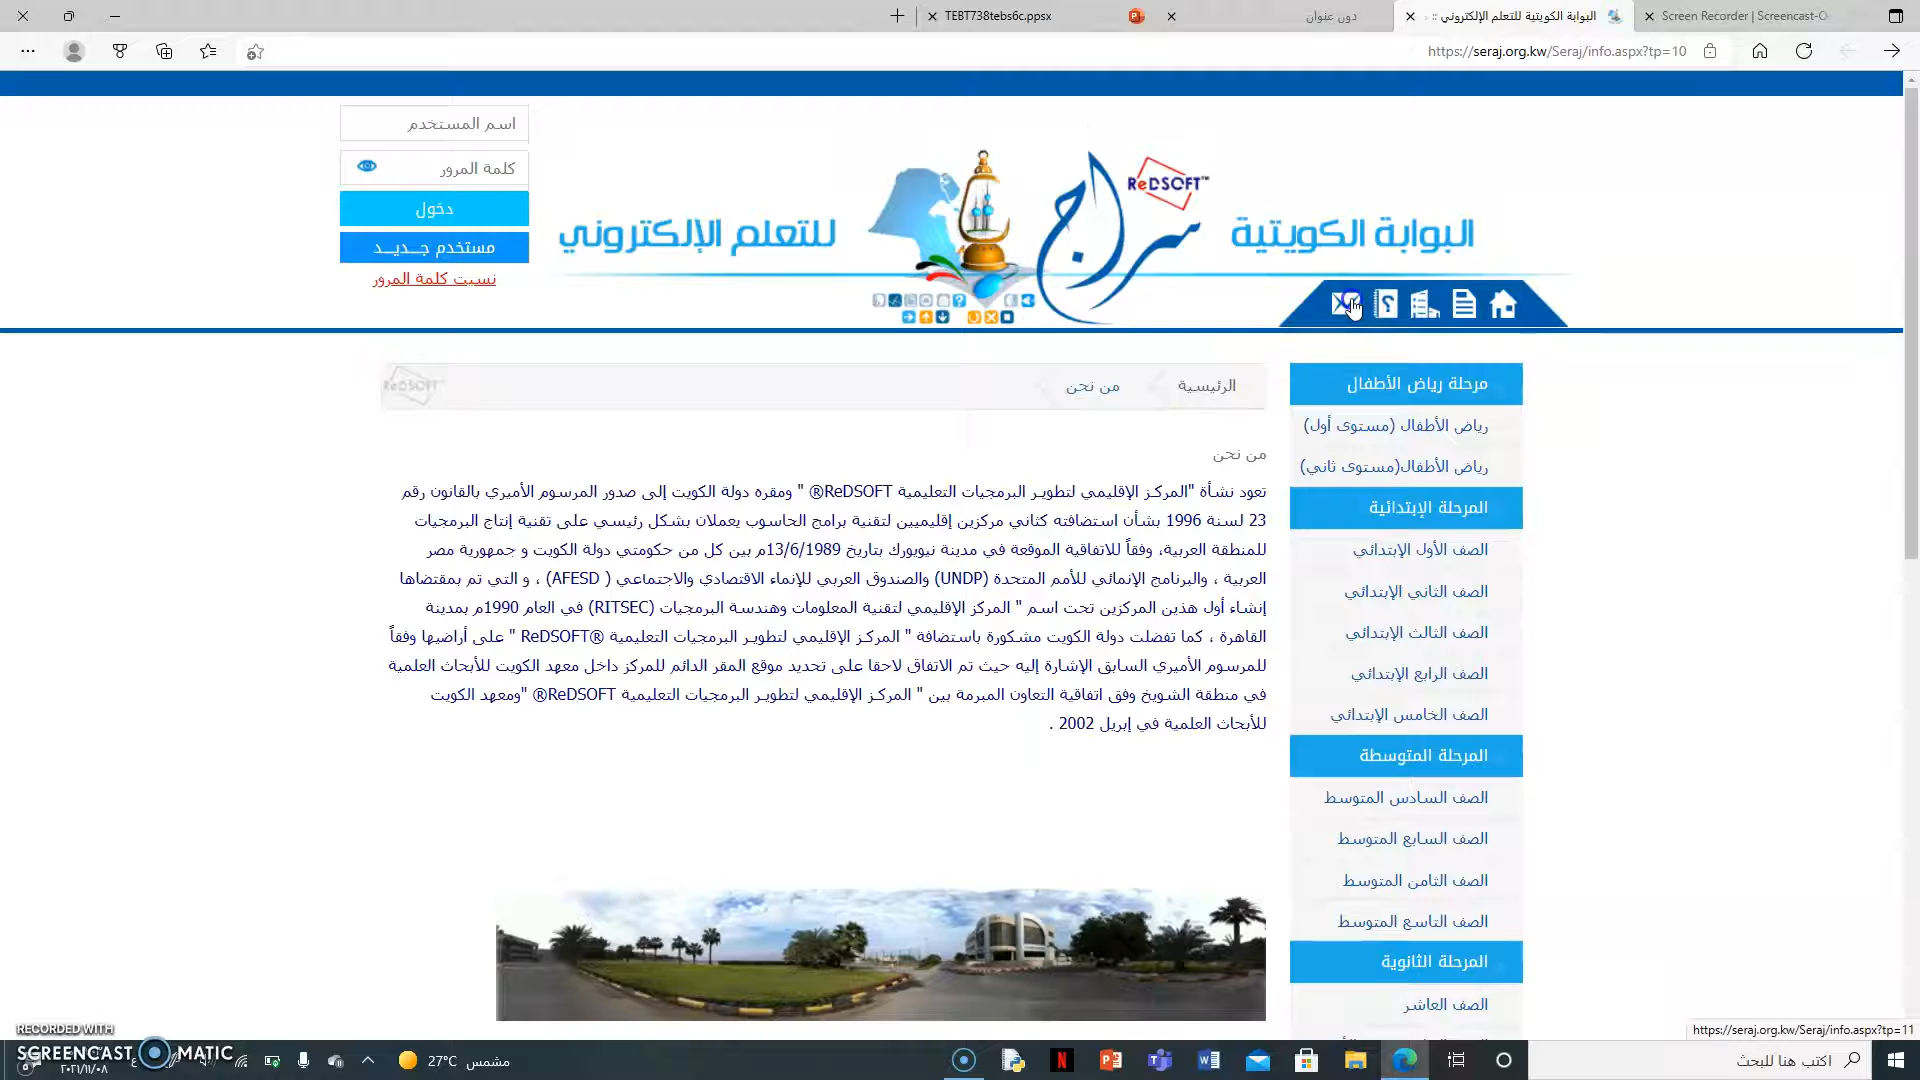 Screen Recorder | Screencast-O
البوابة الكويتية للتعلم الإلكتروني ::
دون عنوان
TEBT738tebs6c.ppsx
https://seraj.org.kw/Seraj/info.aspx?tp=10
اسم المستخدم
كلمة المرور
دخول
مستخدم جـــديـــد
نسيت كلمة المرور
البوابة الكويتية
سراج
ReDSOFT™
للتعلم الإلكتروني
الرئيسية
من نحن
ReDSOFT
من نحن
تعود نشأة "المركـز الإقليمي لتطويـر البرمجيات التعليمية ReDSOFT® " ومقره دولة الكويت إلى صدور المرسوم الأميري بالقانون رقم
23 لسنة 1996 بشأن استضافته كثاني مركزين إقليميين لتقنية برامج الحاسوب يعملان بشكل رئيسي على تقنية إنتاج البرمجيات
للمنطقة العربية، وفقاً للاتفاقية الموقعة في مدينة نيويورك بتاريخ 13/6/1989م بين كل من حكومتي دولة الكويت و جمهورية مصر
العربية ، والبرنامج الإنمائي للأمم المتحدة (UNDP) والصندوق العربي للإنماء الاقتصادي والاجتماعي ( AFESD) ، و التي تم بمقتضاها
إنشاء أول هذين المركزين تحت اسم " المركز الإقليمي لتقنية المعلومات وهندسة البرمجيات (RITSEC) في العام 1990م بمدينة
القاهرة ، كما تفضلت دولة الكويت مشكورة باستضافة " المركـز الإقليمي لتطويـر البرمجيات التعليمية ®ReDSOFT " على أراضيها وفقاً
للمرسوم الأميري السابق الإشارة إليه حيث تم الاتفاق لاحقا على تحديد موقع المقر الدائم للمركز داخل معهد الكويت للأبحاث العلمية
في منطقة الشويخ وفق اتفاقية التعاون المبرمة بين " المركـز الإقليمي لتطويـر البرمجيات التعليمية ReDSOFT® "ومعهد الكويت
للأبحاث العلمية في إبريل 2002 .
مرحلة رياض الأطفال
رياض الأطفال (مستوى أول)
رياض الأطفال(مستوى ثاني)
المرحلة الإبتدائية
الصف الأول الإبتدائي
الصف الثاني الإبتدائي
الصف الثالث الإبتدائي
الصف الرابع الإبتدائي
الصف الخامس الإبتدائي
المرحلة المتوسطة
الصف السادس المتوسط
الصف السابع المتوسط
الصف الثامن المتوسط
الصف التاسع المتوسط
المرحلة الثانوية
الصف العاشر
https://seraj.org.kw/Seraj/info.aspx?tp=11
RECORDED WITH
SCREENCAST MATIC
اكتب هنا للبحث
27°C مشمس
٢٠٢١/١١/٠٨